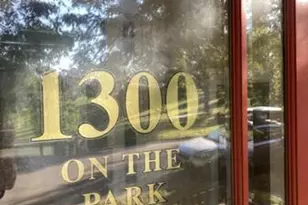 1300
ON THE
PARK